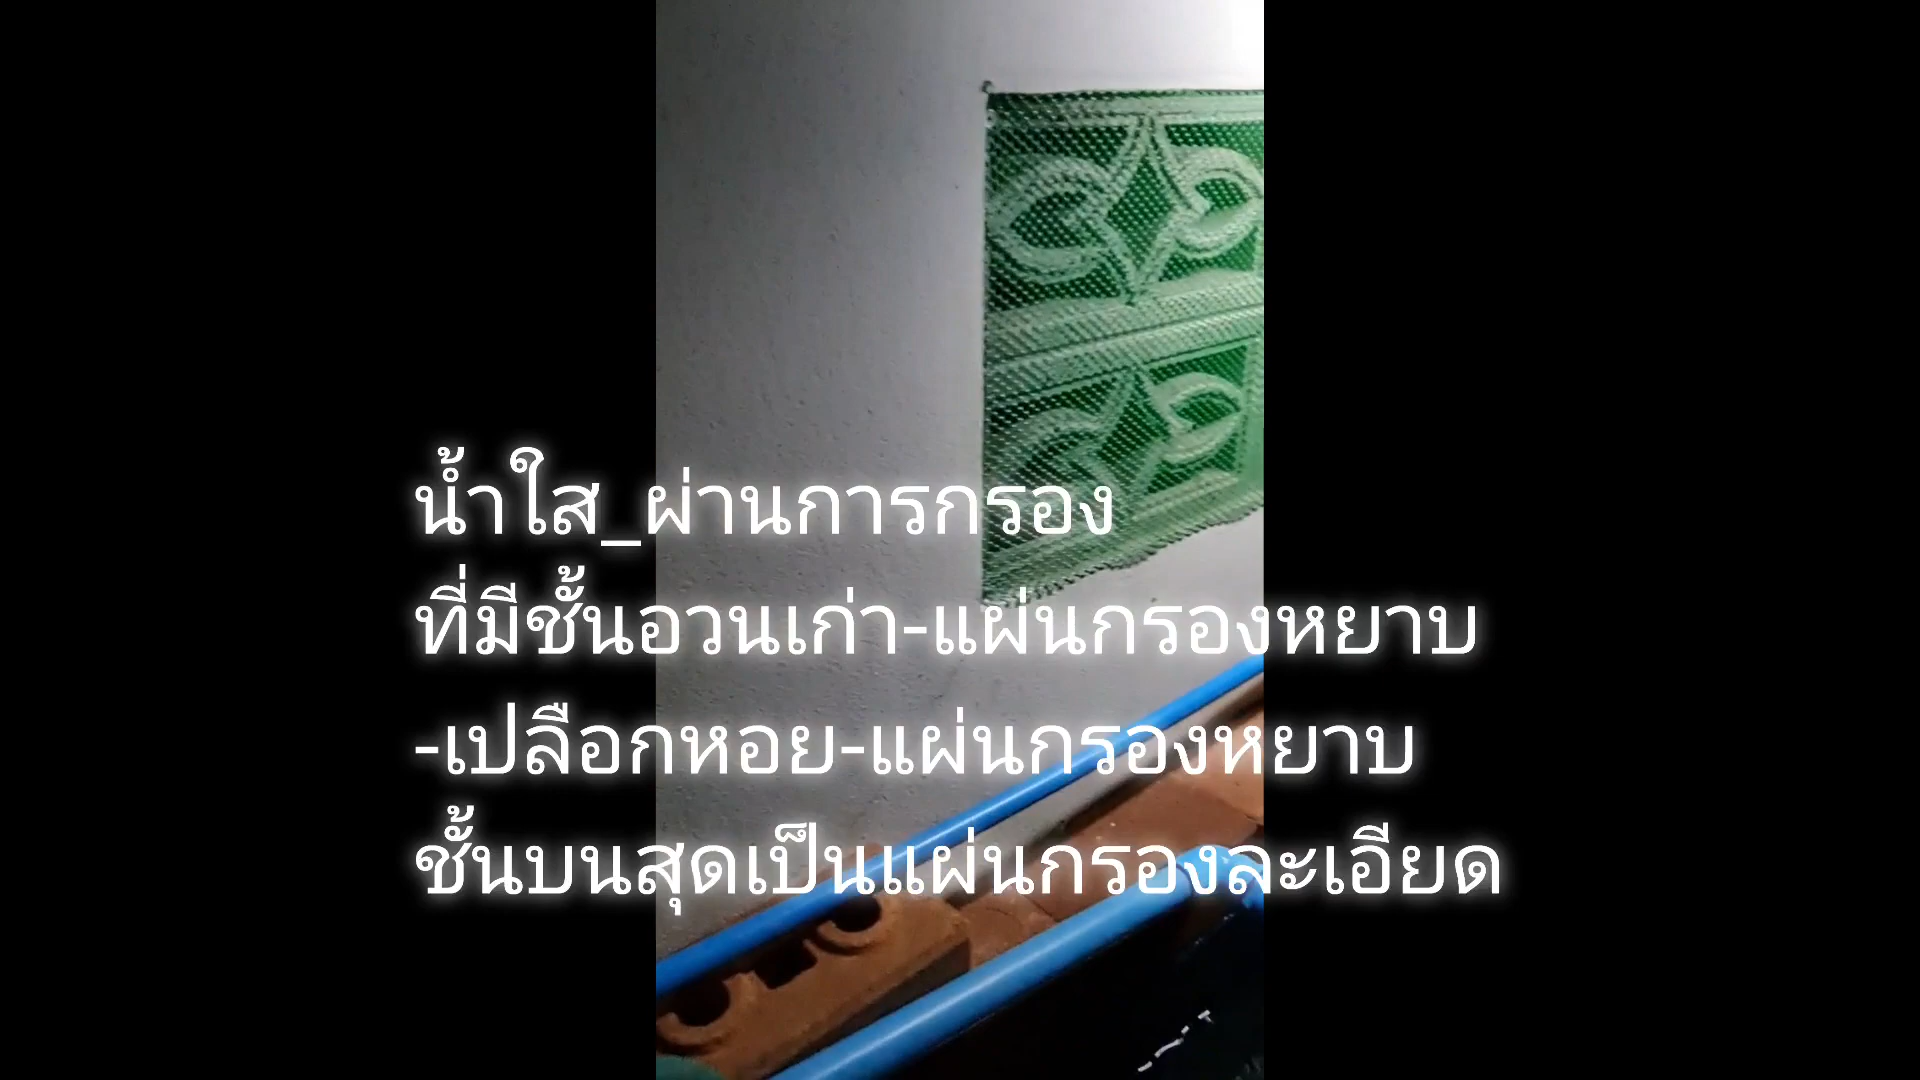 น้ำใส_ผ่านการกรอง
ที่มีชั้นอวนเก่า-แผ่นกรองหยาบ
-เปลือกหอย-แผ่นกรองหยาบ
ชั้นบนสุดเป็นแผ่นกรองละเอียด